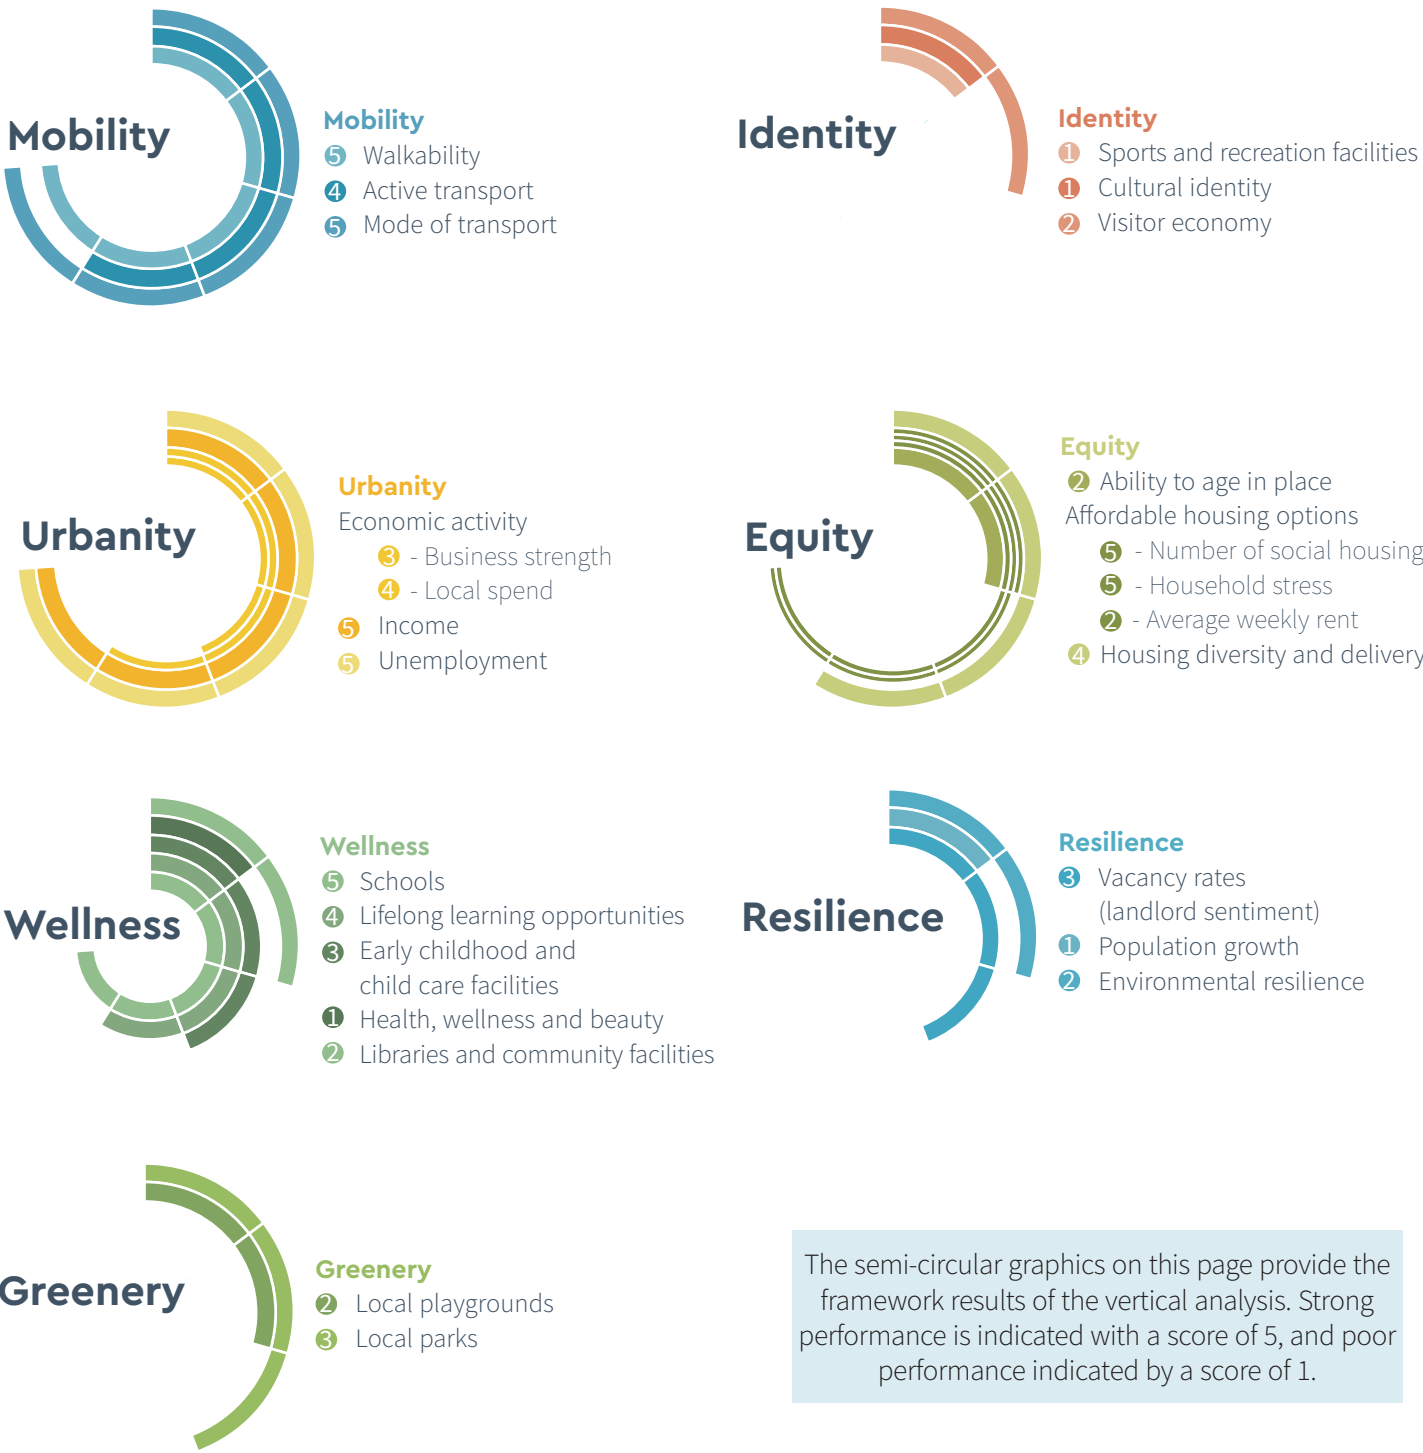 Mobility
Mobility
5 Walkability
4 Active transport
5 Mode of transport
Identity
Identity
1 Sports and recreation facilities
1 Cultural identity
2 Visitor economy
Urbanity
Urbanity
Economic activity
3 - Business strength
4 - Local spend
5 Income
5 Unemployment
Equity
Equity
2 Ability to age in place
Affordable housing options
5 - Number of social housing
5 - Household stress
2 - Average weekly rent
4 Housing diversity and delivery
Wellness
Wellness
5 Schools
4 Lifelong learning opportunities
3 Early childhood and
child care facilities
1 Health, wellness and beauty
2 Libraries and community facilities
Resilience
Resilience
3 Vacancy rates
(landlord sentiment)
1 Population growth
2 Environmental resilience
Greenery
Greenery
2 Local playgrounds
3 Local parks
The semi-circular graphics on this page provide the
framework results of the vertical analysis. Strong
performance is indicated with a score of 5, and poor
performance indicated by a score of 1.